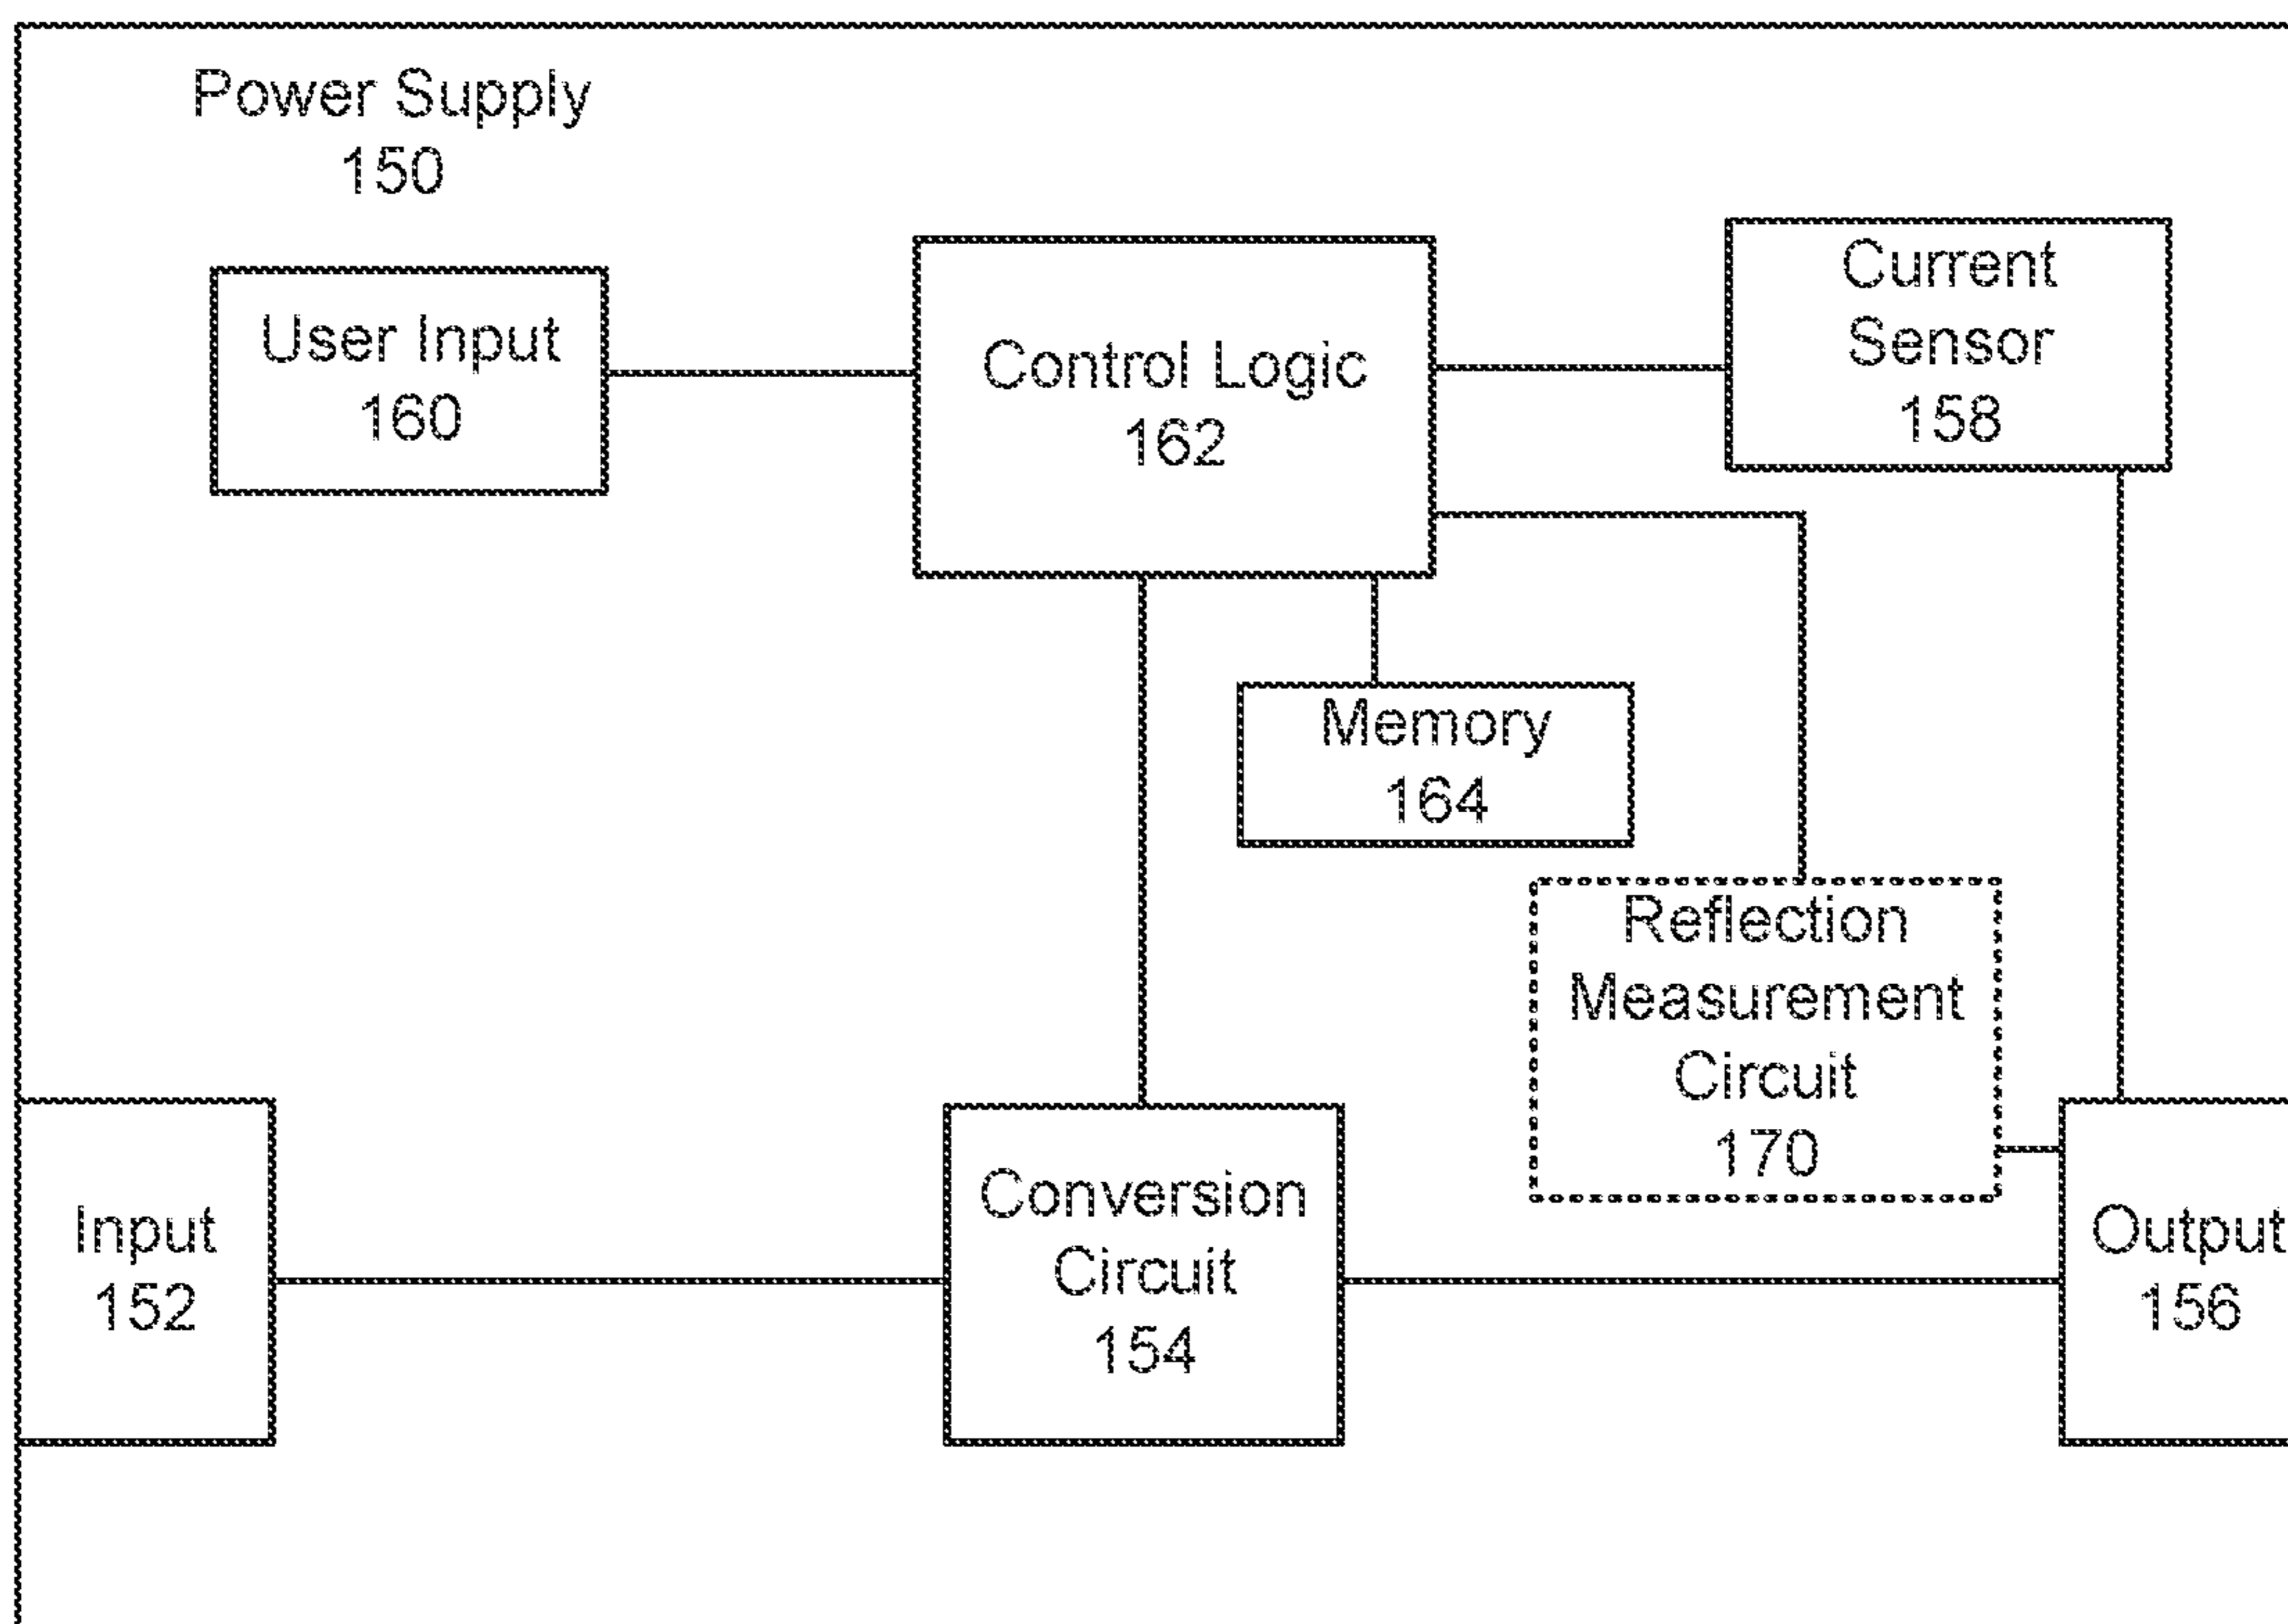 Power Supply
150
User Input
160
Control Logic
162
Current
Sensor
158
Memory
164
Reflection
Measurement
Circuit
170
Input
152
Conversion
Circuit
154
Output
156